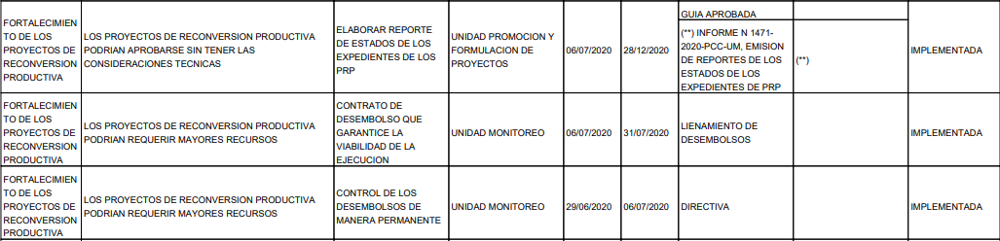 GUIA APROBADA
FORTALECIMIEN
TO DE LOS
PROYECTOS DE
RECONVERSION
PRODUCTIVA
LOS PROYECTOS DE RECONVERSION PRODUCTIVA
PODRIAN APROBARSE SIN TENER LAS
CONSIDERACIONES TECNICAS
ELABORAR REPORTE
DE ESTADOS DE LOS
EXPEDIENTES DE LOS
PRP
UNIDAD PROMOCION Y
FORMULACION DE
PROYECTOS
06/07/2020
28/12/2020
(**) INFORME N 1471-
2020-PCC-UM, EMISION
DE REPORTES DE LOS
ESTADOS DE LOS
EXPEDIENTES DE PRP
(**)
IMPLEMENTADA
FORTALECIMIEN
TO DE LOS
PROYECTOS DE
RECONVERSION
PRODUCTIVA
LOS PROYECTOS DE RECONVERSION PRODUCTIVA
PODRIAN REQUERIR MAYORES RECURSOS
CONTRATO DE
DESEMBOLSO QUE
GARANTICE LA
VIABILIDAD DE LA
EJECUCION
UNIDAD MONITOREO
06/07/2020
31/07/2020
LIENAMIENTO DE
DESEMBOLSOS
IMPLEMENTADA
FORTALECIMIEN
TO DE LOS
PROYECTOS DE
RECONVERSION
PRODUCTIVA
LOS PROYECTOS DE RECONVERSION PRODUCTIVA
PODRIAN REQUERIR MAYORES RECURSOS
CONTROL DE LOS
DESEMBOLSOS DE
MANERA PERMANENTE
UNIDAD MONITOREO
29/06/2020
06/07/2020
DIRECTIVA
IMPLEMENTADA